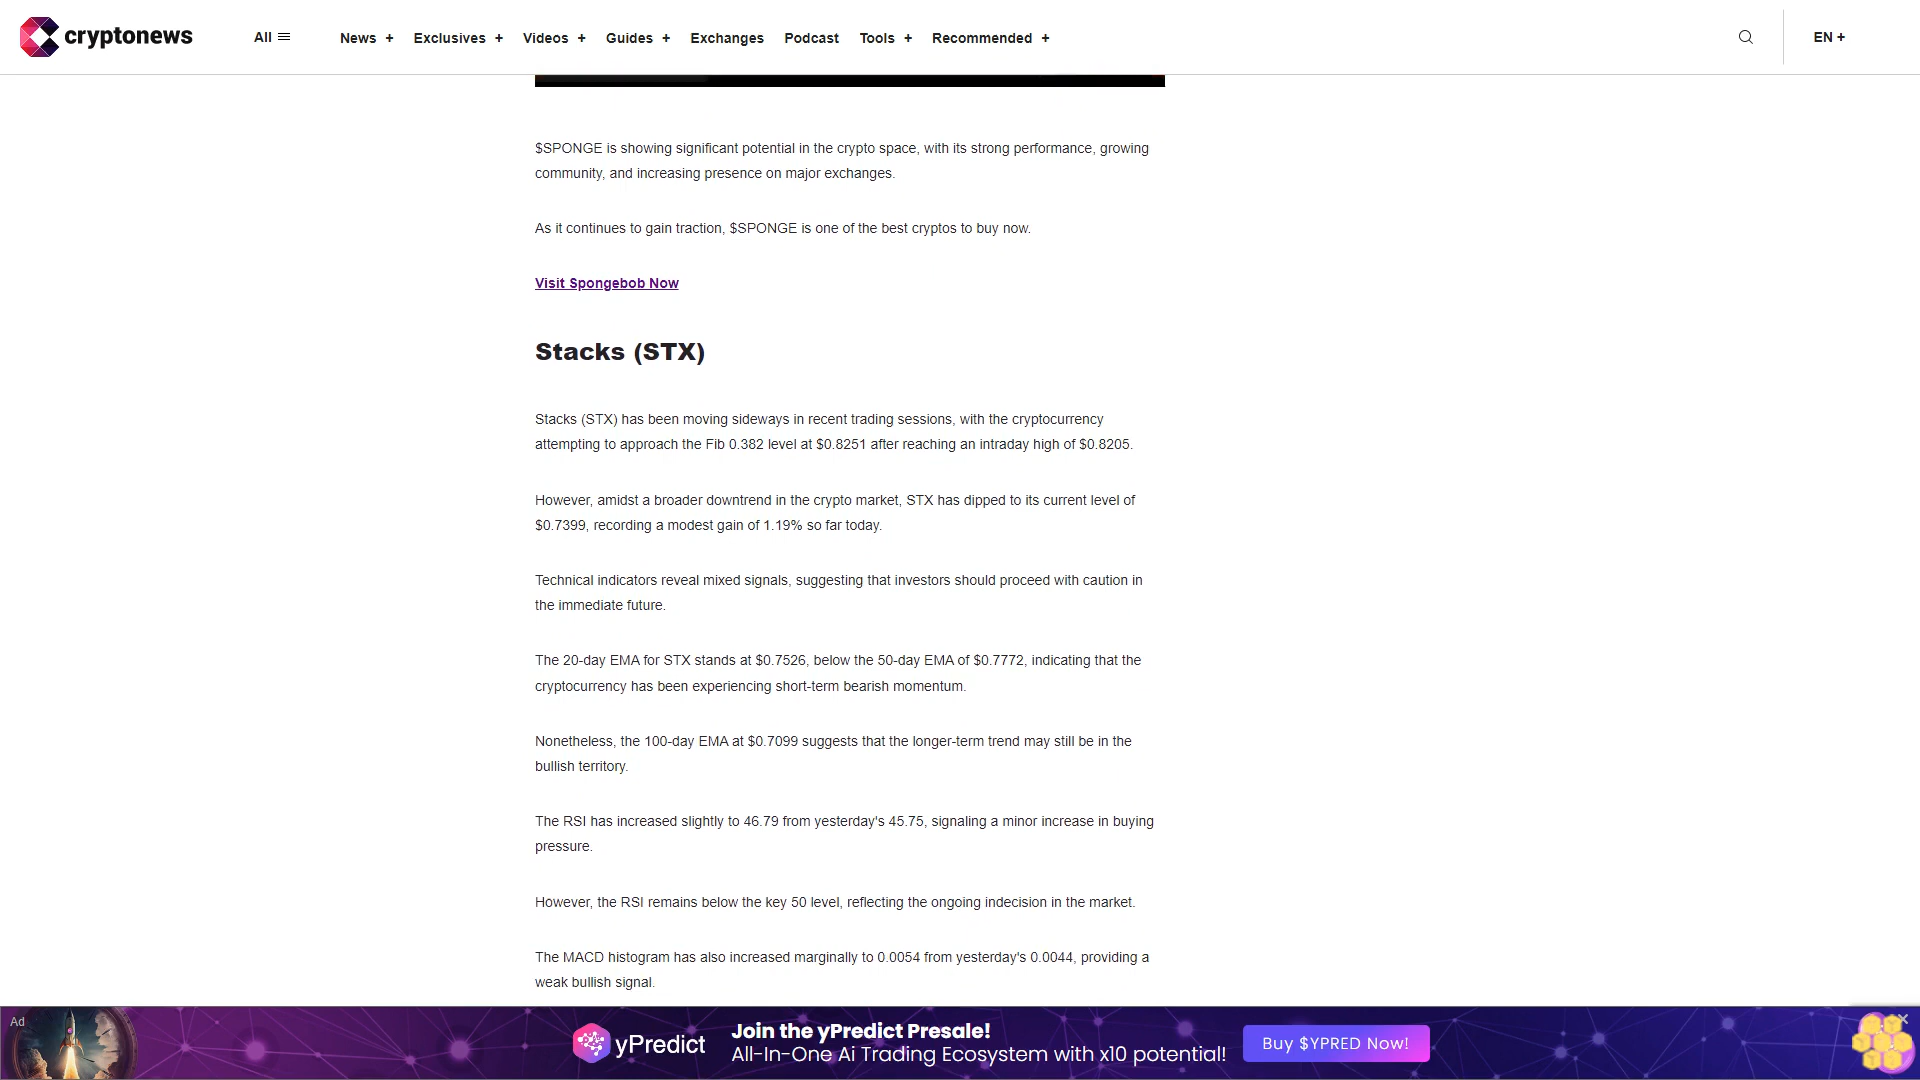 cryptonews
All
News +
Exclusives +
Videos +
Guides +
Exchanges
Podcast
Tools +
Recommended +
EN +
$SPONGE is showing significant potential in the crypto space, with its strong performance, growing
community, and increasing presence on major exchanges.
As it continues to gain traction, $SPONGE is one of the best cryptos to buy now.
Visit Spongebob Now
Stacks (STX)
Stacks (STX) has been moving sideways in recent trading sessions, with the cryptocurrency
attempting to approach the Fib 0.382 level at $0.8251 after reaching an intraday high of $0.8205.
However, amidst a broader downtrend in the crypto market, STX has dipped to its current level of
$0.7399, recording a modest gain of 1.19% so far today.
Technical indicators reveal mixed signals, suggesting that investors should proceed with caution in
the immediate future.
The 20-day EMA for STX stands at $0.7526, below the 50-day EMA of $0.7772, indicating that the
cryptocurrency has been experiencing short-term bearish momentum.
Nonetheless, the 100-day EMA at $0.7099 suggests that the longer-term trend may still be in the
bullish territory.
The RSI has increased slightly to 46.79 from yesterday's 45.75, signaling a minor increase in buying
pressure.
However, the RSI remains below the key 50 level, reflecting the ongoing indecision in the market.
The MACD histogram has also increased marginally to 0.0054 from yesterday's 0.0044, providing a
weak bullish signal.
Ad
yPredict
Join the yPredict Presale!
All-In-One Ai Trading Ecosystem with x10 potential!
Buy $YPRED Now!